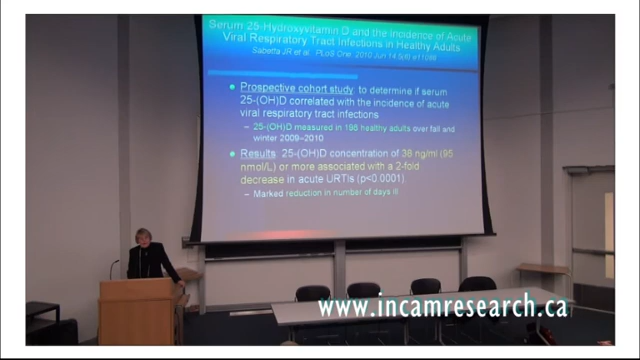 Serum 25-Hydroxyvitamin D and the Incidence of Acute
Viral Respiratory Tract Infections in Healthy Adults
Sabetta JR et al. PLoS One. 2010 Jun 14;5(6):e11088
Prospective cohort study: to determine if serum
25-(OH)D correlated with the incidence of acute
viral respiratory tract infections
– 25-(OH)D measured in 198 healthy adults over fall and
winter 2009–2010
Results: 25-(OH)D concentration of 38 ng/ml (95
nmol/L) or more associated with a 2-fold
decrease in acute URTIs (p<0.0001)
– Marked reduction in number of days ill
www.incamresearch.ca